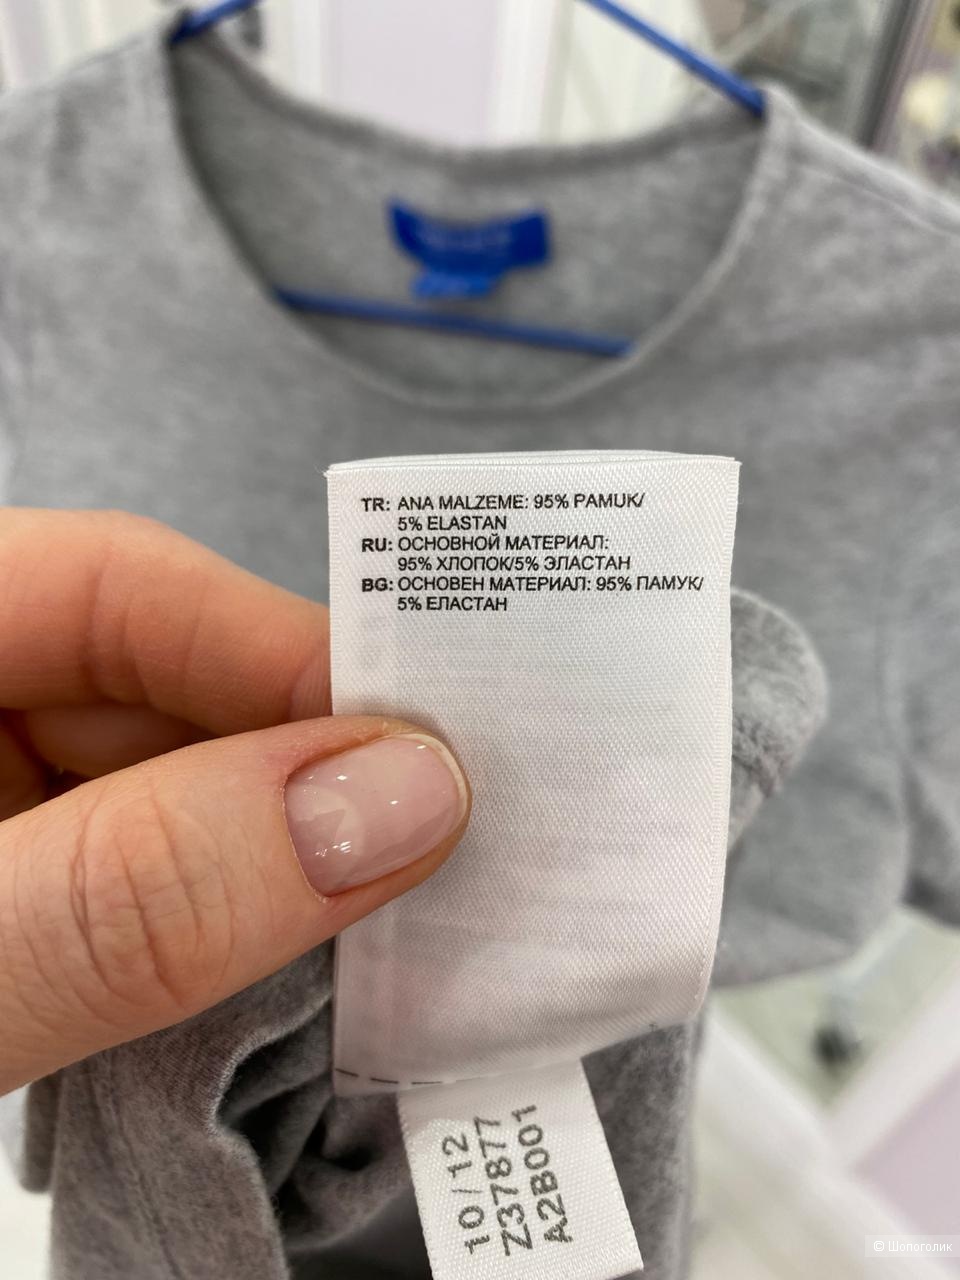 TR: ANA MALZEME: 95% PAMUK/
5% ELASTAN
RU: ОСНОВНОЙ МАТЕРИАЛ:
95% ХЛОПОК/5% ЭЛАСТАН
BG: ОСНОВЕН МАТЕРИАЛ: 95% ПАМУК/
5% ЕЛАСТАН
10/12
Z37877
A2B001
© Шопоголик